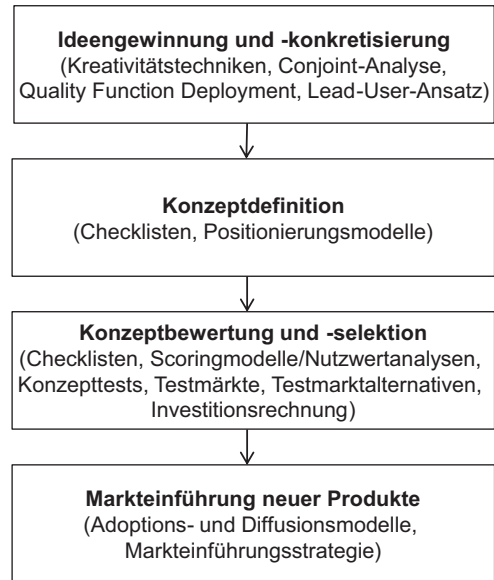 Ideengewinnung und -konkretisierung
(Kreativitätstechniken, Conjoint-Analyse,
Quality Function Deployment, Lead-User-Ansatz)
Konzeptdefinition
(Checklisten, Positionierungsmodelle)
Konzeptbewertung und -selektion
(Checklisten, Scoringmodelle/Nutzwertanalysen,
Konzepttests, Testmärkte, Testmarktalternativen,
Investitionsrechnung)
Markteinführung neuer Produkte
(Adoptions- und Diffusionsmodelle,
Markteinführungsstrategie)